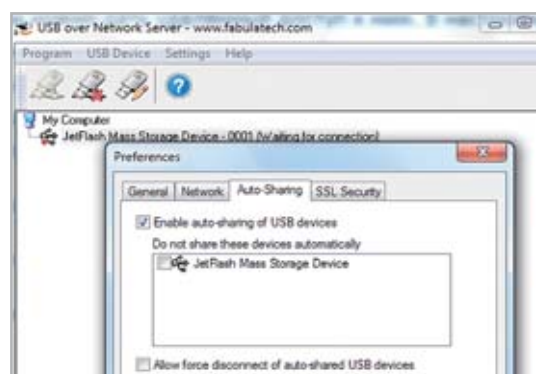 USB over Network Server - www.fabulatech.com
Program USB Device Settings Help
My Computer
JetFlash Mass Storage Device - 0001 (Waiting for connection)
Preferences
General Network Auto-Sharing SSL Security
Enable auto-sharing of USB devices
Do not share these devices automatically
JetFlash Mass Storage Device
Allow force disconnect of auto-shared USB devices